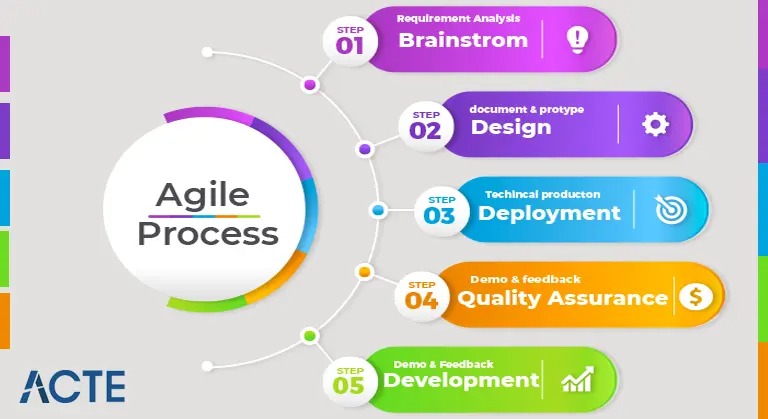 Agile
Process
STEP
01
Requirement Analysis
Brainstrom
STEP
02
document & protype
Design
STEP
03
Techincal producton
Deployment
STEP
04
Demo & feedback
Quality Assurance
$
STEP
05
Demo & Feedback
Development
ACTE